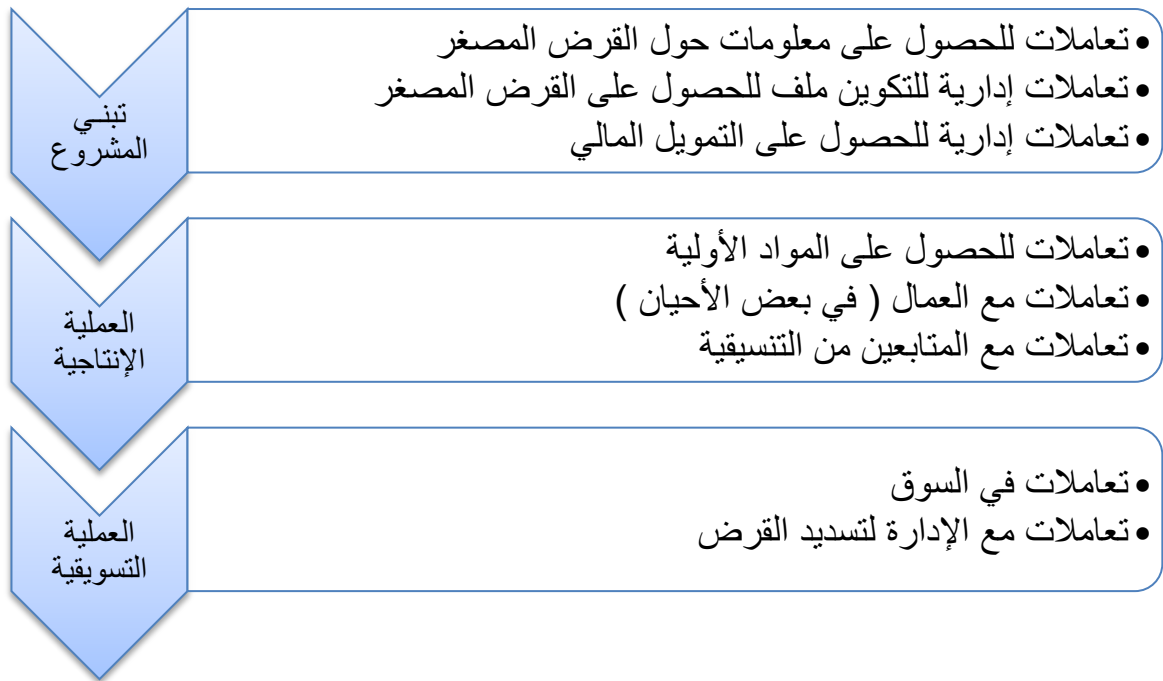 تبنـي
المشروع
•تعاملات للحصول على معلومات حول القرض المصغر
•تعاملات إدارية للتكوين ملف للحصول على القرض المصغر
•تعاملات إدارية للحصول على التمويل المالي
العملية
الإنتاجية
•تعاملات للحصول على المواد الأولية
•تعاملات مع العمال ( في بعض الأحيان )
•تعاملات مع المتابعين من التنسيقية
العملية
التسويقية
•تعاملات في السوق
•تعاملات مع الإدارة لتسديد القرض